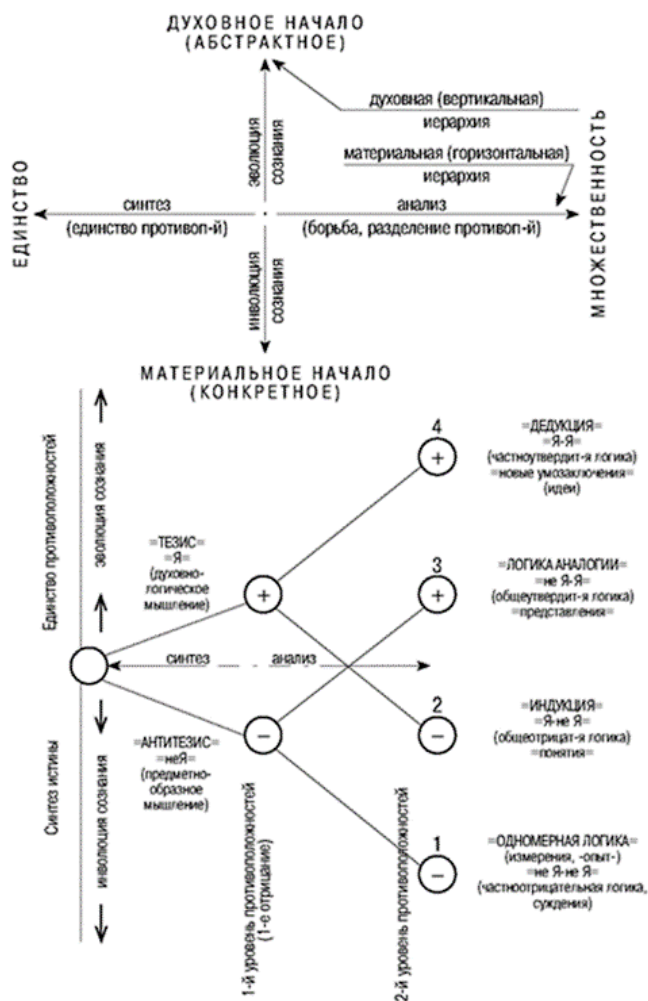 ДУХОВНОЕ НАЧАЛО
(АБСТРАКТНОЕ)
духовная (вертикальная)
иерархия
материальная (горизонтальная)
иерархия
эволюция
сознания
ЕДИНСТВО
синтез
(единство противоп-й)
анализ
(борьба, разделение противоп-й)
МНОЖЕСТВЕННОСТЬ
инволюция
сознания
МАТЕРИАЛЬНОЕ НАЧАЛО
(КОНКРЕТНОЕ)
Единство противоположностей
эволюция сознания
Синтез истины
инволюция сознания
=ТЕЗИС=
=Я=
(духовно-
логическое
мышление)
+
синтез
анализ
=АНТИТЕЗИС=
=неЯ=
(предметно-
образное
мышление)
−
1-й уровень противоположностей
(1-е отрицание)
2-й уровень противоположностей
4
+
=ДЕДУКЦИЯ=
=Я-Я=
(частноутвердит-я логика)
=новые умозаключения=
(идеи)
3
+
=ЛОГИКА АНАЛОГИИ=
=не Я-Я=
(общеутвердит-я логика)
=представления=
2
−
=ИНДУКЦИЯ=
=Я-не Я=
(общеотрицат-я логика)
=понятия=
1
−
=ОДНОМЕРНАЯ ЛОГИКА=
(измерения, -опыт-)
=не Я-не Я=
(частноотрицательная логика,
суждения)